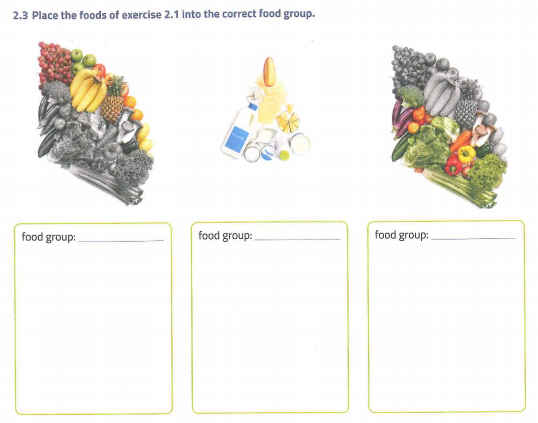 2.3 Place the foods of exercise 2.1 into the correct food group.
food group:
food group:
food group: